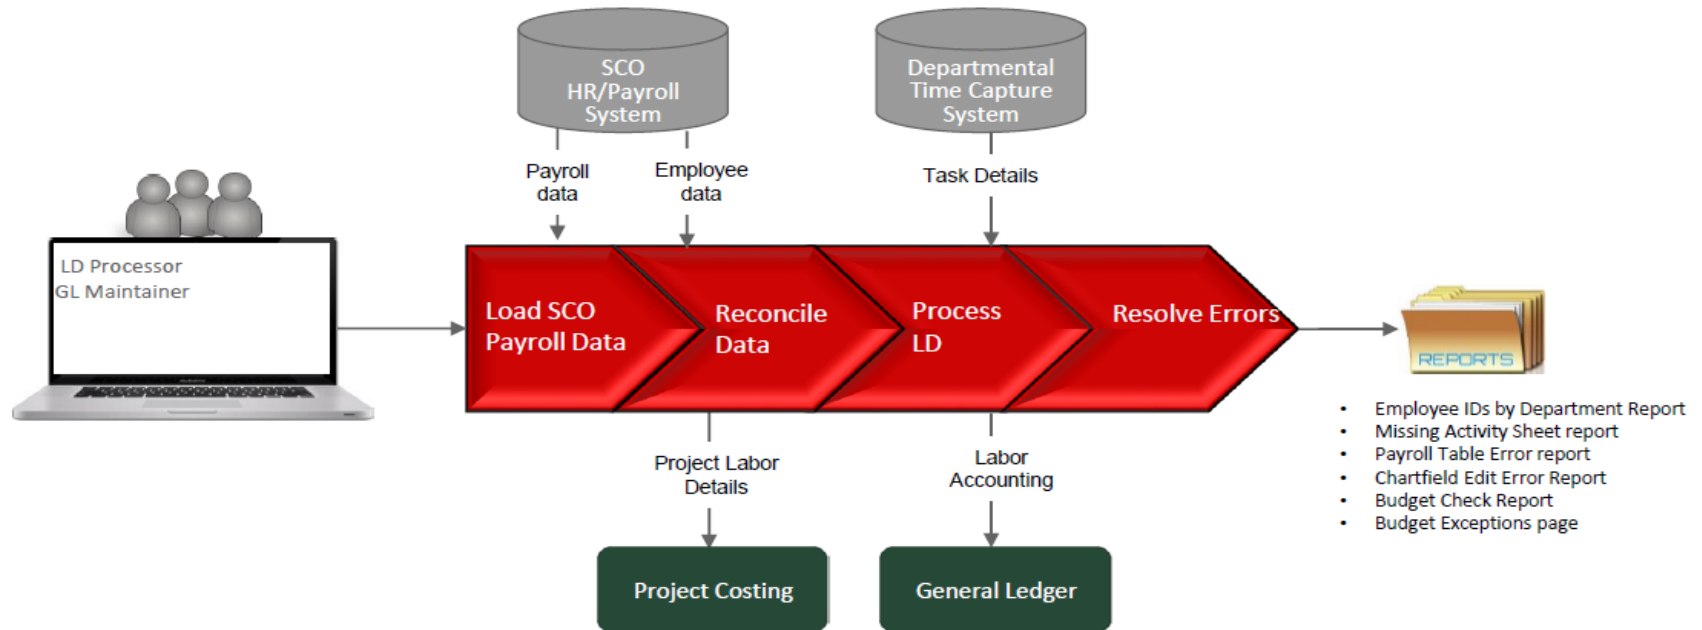 SCO
HR/Payroll
System
Departmental
Time Capture
System
Payroll
data
Employee
data
Task Details
LD Processor
GL Maintainer
Load SCO
Payroll Data
Reconcile
Data
Process
LD
Resolve Errors
REPORTS
• Employee IDs by Department Report
• Missing Activity Sheet report
• Payroll Table Error report
• Chartfield Edit Error Report
• Budget Check Report
• Budget Exceptions page
Project Labor
Details
Labor
Accounting
Project Costing
General Ledger